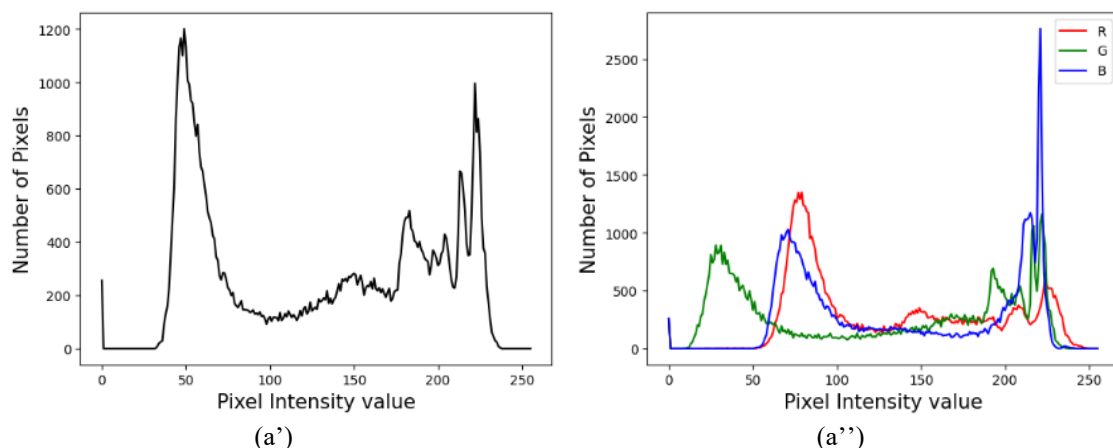 1200
1000
800
600
400
200
0
Number of Pixels
0 50 100 150 200 250
Pixel Intensity value
(a')
2500
2000
1500
1000
500
0
Number of Pixels
R
G
B
0 50 100 150 200 250
Pixel Intensity value
(a’’)